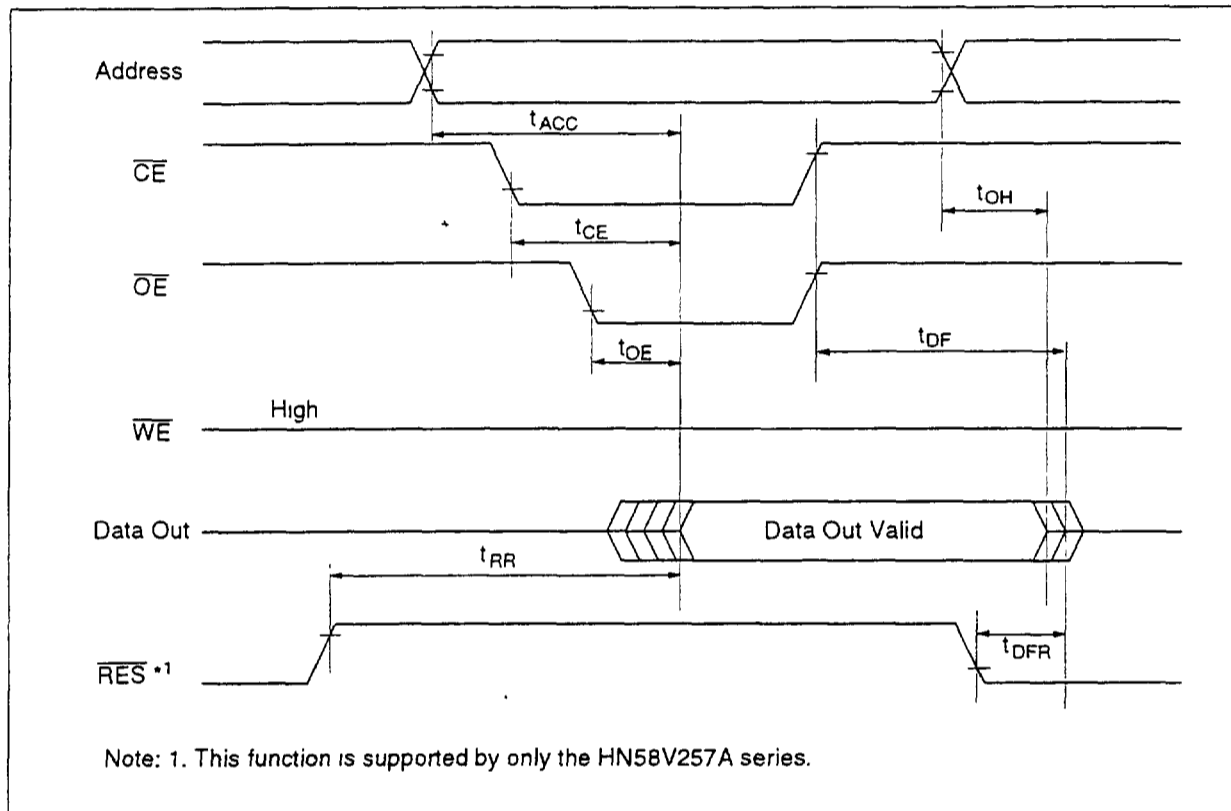 Address
tACC
CE
tOH
tCE
OE
tDF
tOE
High
WE
Data Out
Data Out Valid
tRR
RES *1
tDFR
Note: 1. This function is supported by only the HN58V257A series.